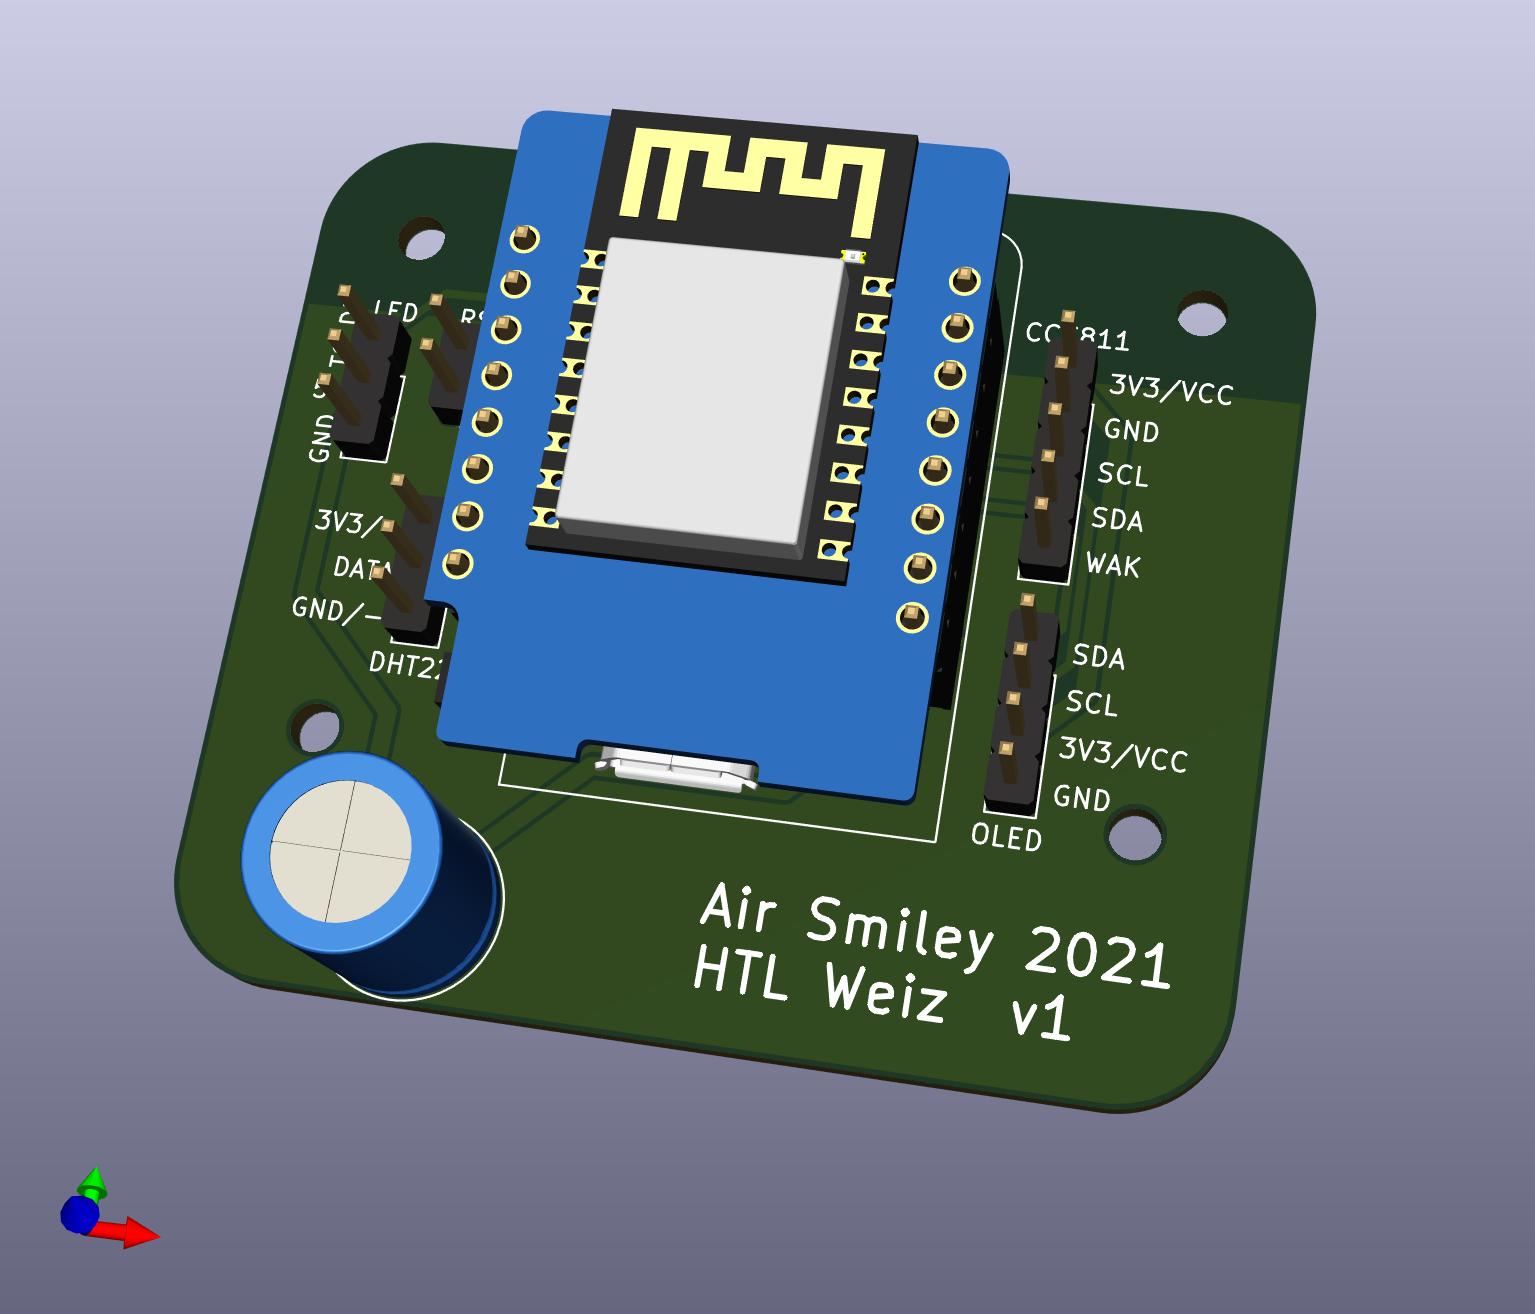 LED
3V3/VCC
GND
SCL
SDA
WAK
GND
3V3/
DATA
GND/-
SDA
SCL
3V3/VCC
GND
OLED
Air Smiley 2021
HTL Weiz v1